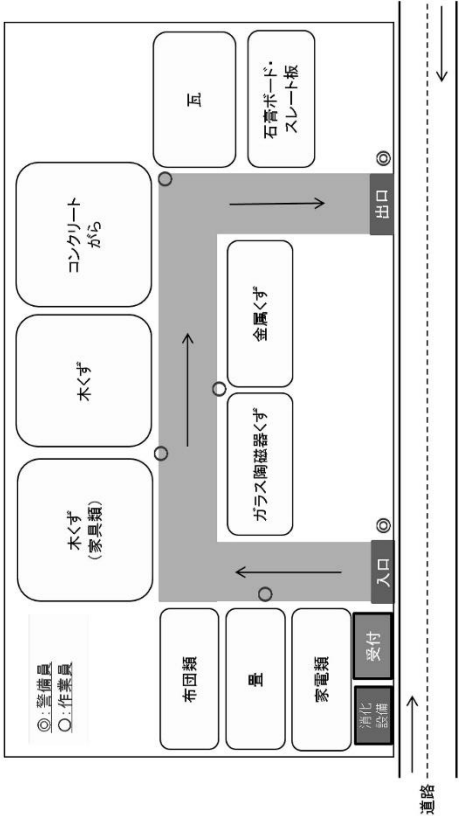 ◎:警備員
○:作業員
木くず
(家具類)
木くず
コンクリート
がら
瓦
石膏ボード・
スレート板
布団類
畳
家電類
ガラス陶磁器くず
金属くず
消化
設備
受付
入口
出口
道路